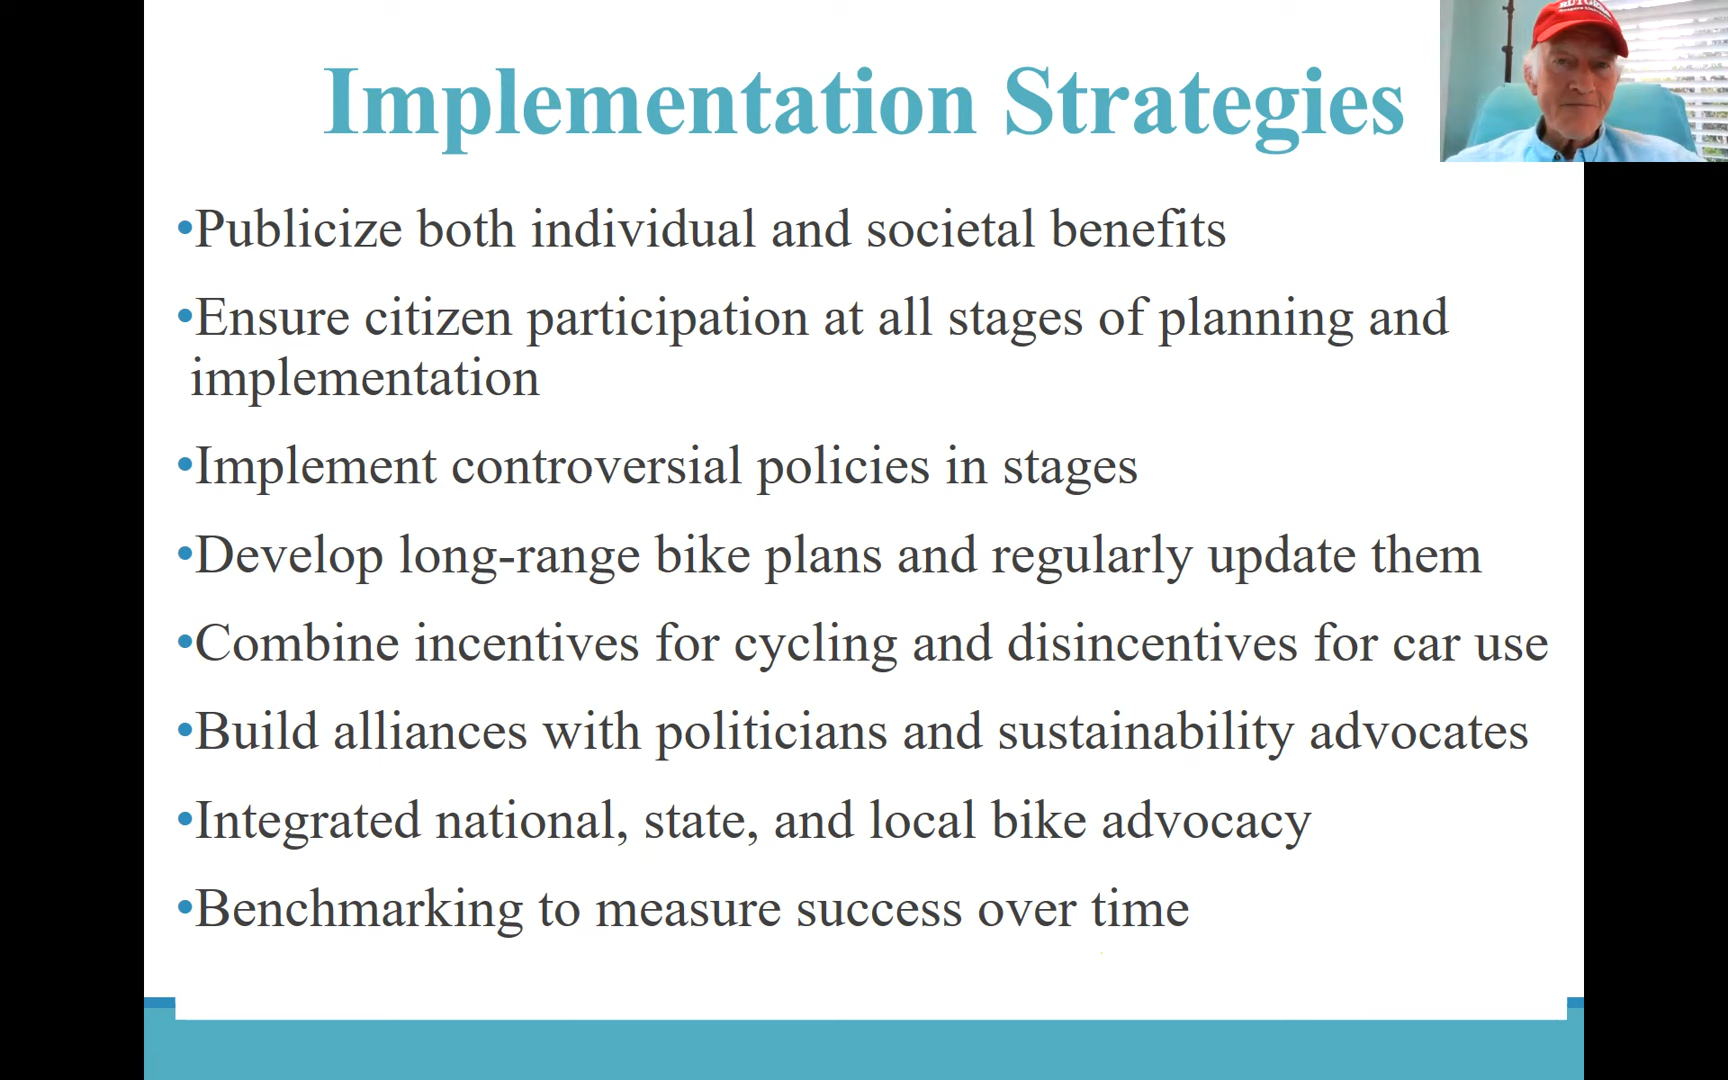 RUTGERS
Implementation Strategies
•Publicize both individual and societal benefits
•Ensure citizen participation at all stages of planning and
implementation
•Implement controversial policies in stages
•Develop long-range bike plans and regularly update them
•Combine incentives for cycling and disincentives for car use
•Build alliances with politicians and sustainability advocates
•Integrated national, state, and local bike advocacy
•Benchmarking to measure success over time